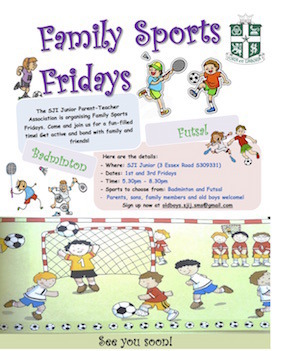 Family Sports
Fridays
The SJI Junior Parent-Teacher
Association is organising Family Sports
Fridays. Come and join us for a fun-filled
time! Get active and bond with family and
friends!
Futsal
Badminton
Here are the details:
- Where: SJI Junior (3 Essex Road S309331)
- Dates: 1st and 3rd Fridays
- Time: 5.30pm - 8.30pm
- Sports to choose from: Badminton and Futsal
- Parents, sons, family members and old boys welcome!
Sign up now at
See you soon!